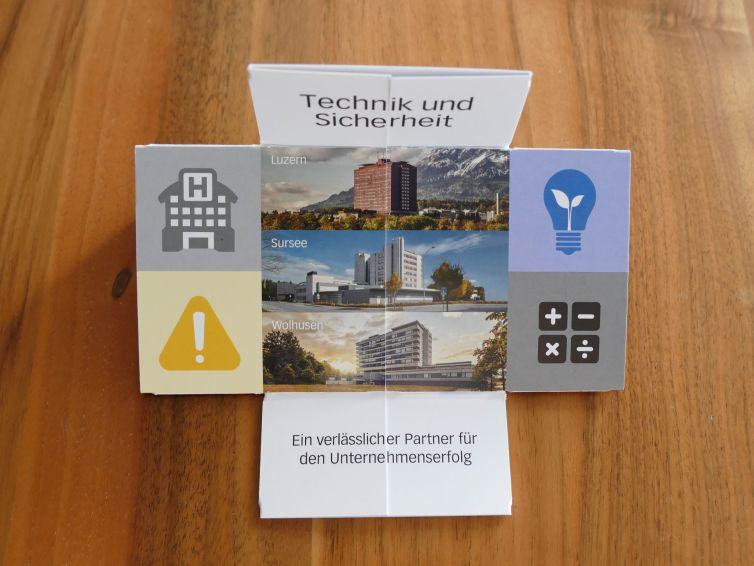 Technik und
Sicherheit
Luzern
H
Sursee
Wolhusen
+ −
× ÷
Ein verlässlicher Partner für
den Unternehmenserfolg